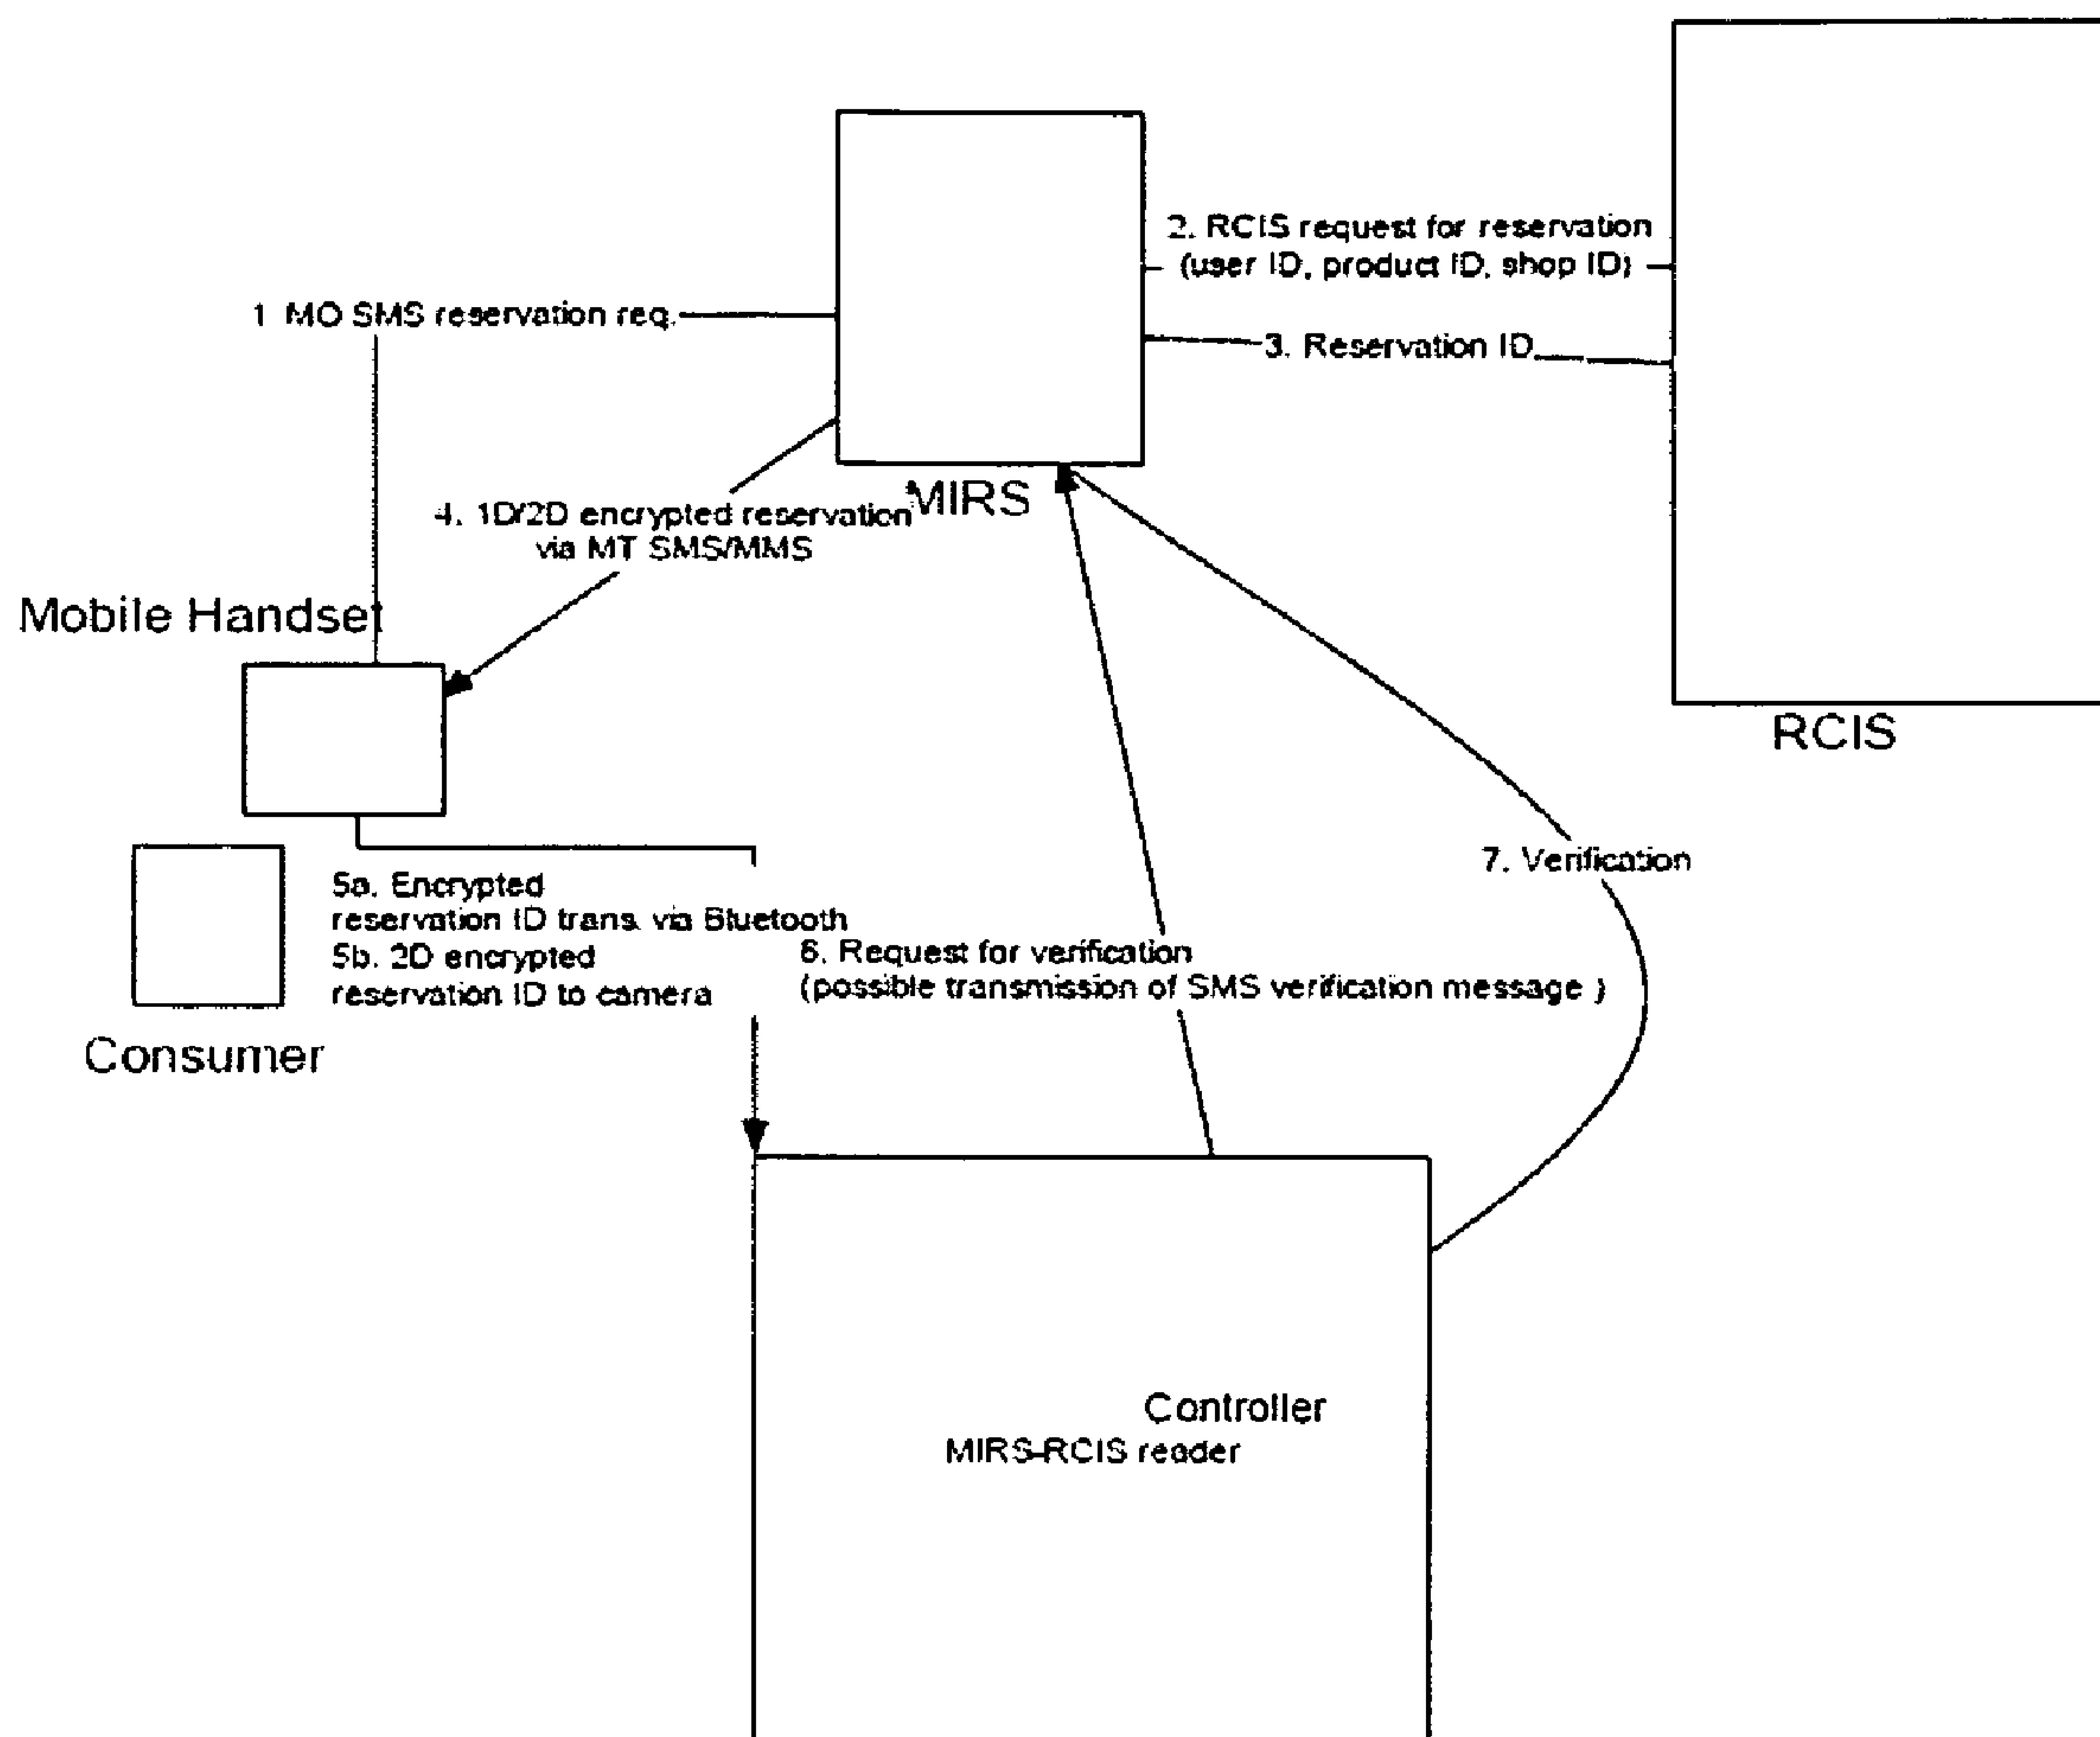 2. RCIS request for reservation
(user ID, product ID, shop ID)
1 MO SMS reservation req.
3. Reservation ID
MIRS
4. 1D/2D encrypted reservation
via MT SMS/MMS
Mobile Handset
RCIS
7. Verification
5a. Encrypted
reservation ID trans. via Bluetooth
5b. 2D encrypted
reservation ID to camera
6. Request for verification
(possible transmission of SMS verification message )
Consumer
Controller
MIRS-RCIS reader